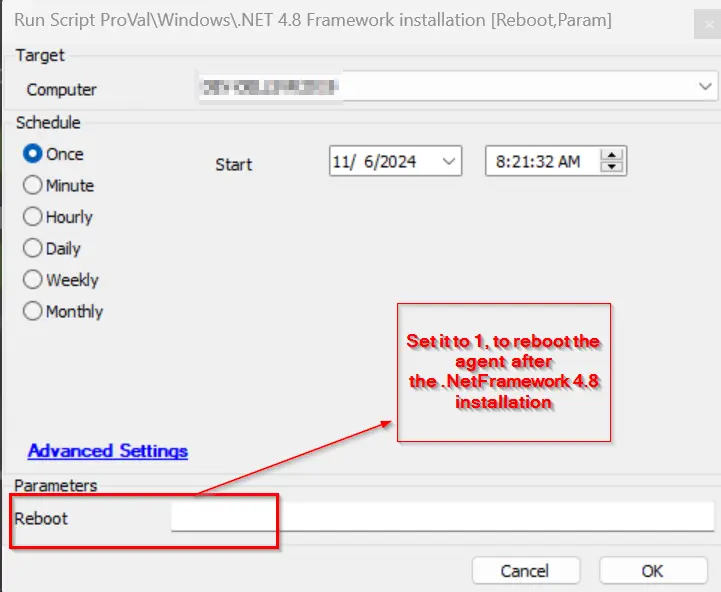 Run Script ProVal\Windows\.NET 4.8 Framework installation [Reboot,Param]
Target
Computer
Schedule
Once
Start
11/ 6/2024
8:21:32 AM
Minute
Hourly
Daily
Weekly
Monthly
Set it to 1, to reboot the
agent after
the .NetFramework 4.8
installation
Advanced Settings
Parameters
Reboot
Cancel
OK